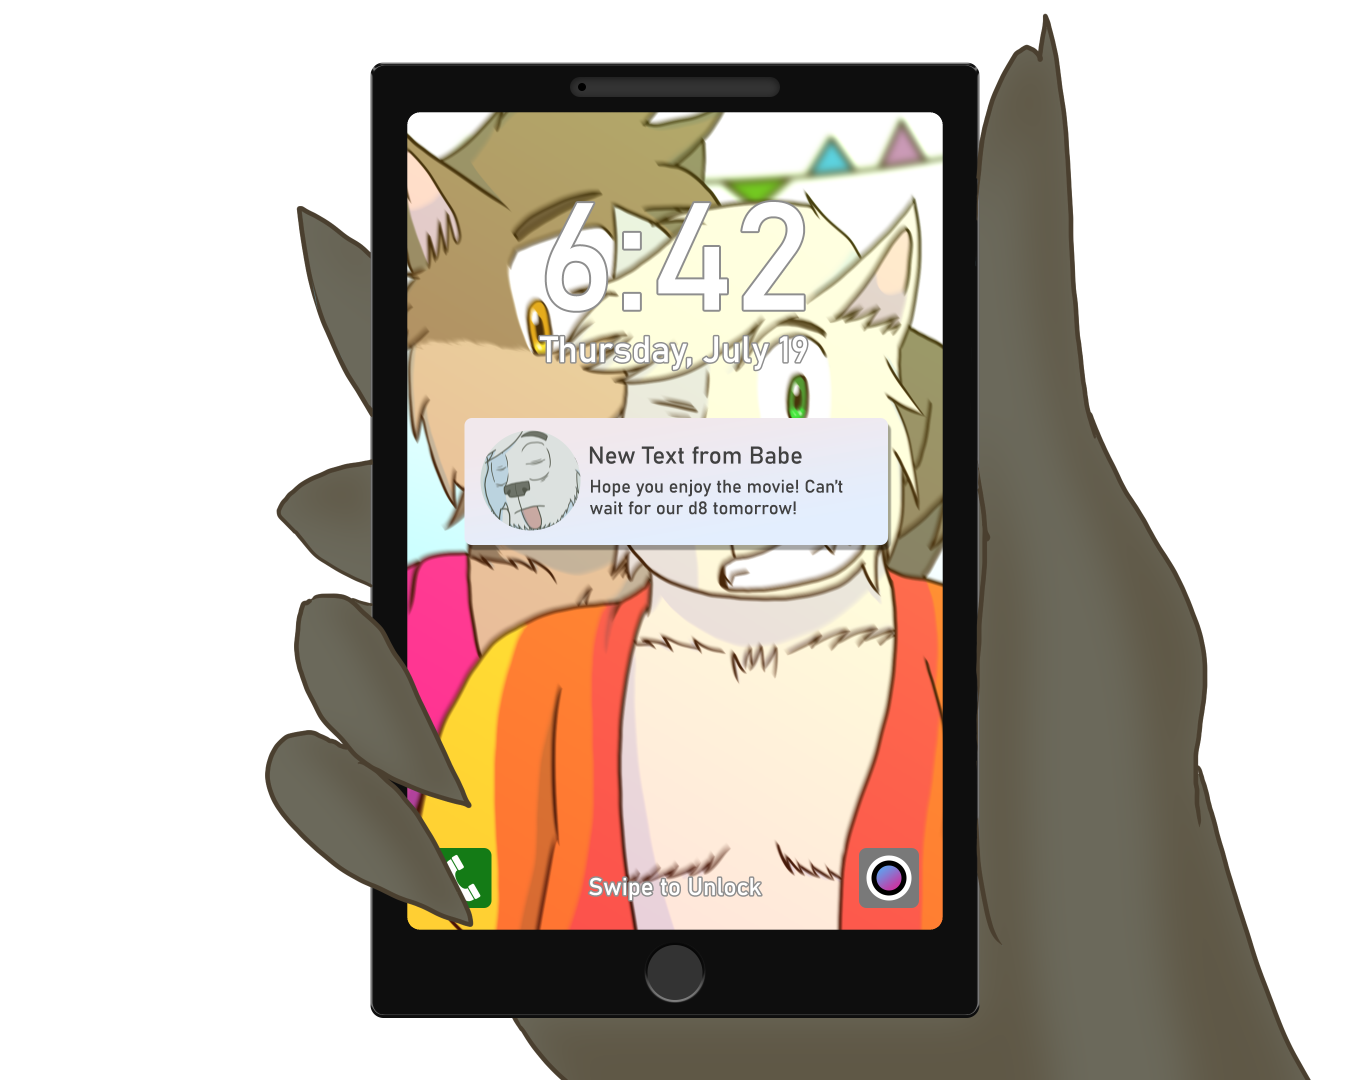 6:42
Thursday, July 19
New Text from Babe
Hope you enjoy the movie! Can't
wait for our d8 tomorrow!
Swipe to Unlock